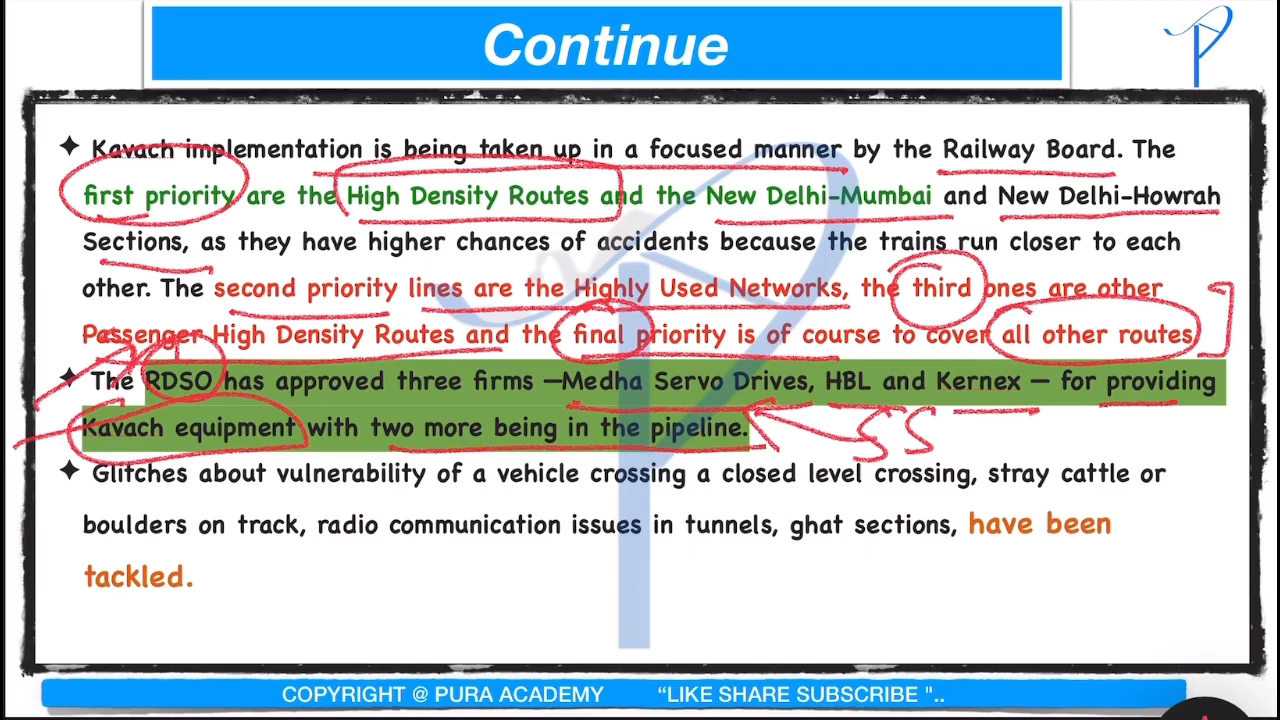 Continue
✦ Kavach implementation is being taken up in a focused manner by the Railway Board. The
first priority are the High Density Routes and the New Delhi-Mumbai and New Delhi-Howrah
Sections, as they have higher chances of accidents because the trains run closer to each
other. The second priority lines are the Highly Used Networks, the third ones are other
Passenger High Density Routes and the final priority is of course to cover all other routes
✦ The RDSO has approved three firms —Medha Servo Drives, HBL and Kernex — for providing
Kavach equipment with two more being in the pipeline.
✦ Glitches about vulnerability of a vehicle crossing a closed level crossing, stray cattle or
boulders on track, radio communication issues in tunnels, ghat sections, have been
tackled.
COPYRIGHT @ PURA ACADEMY “LIKE SHARE SUBSCRIBE "..